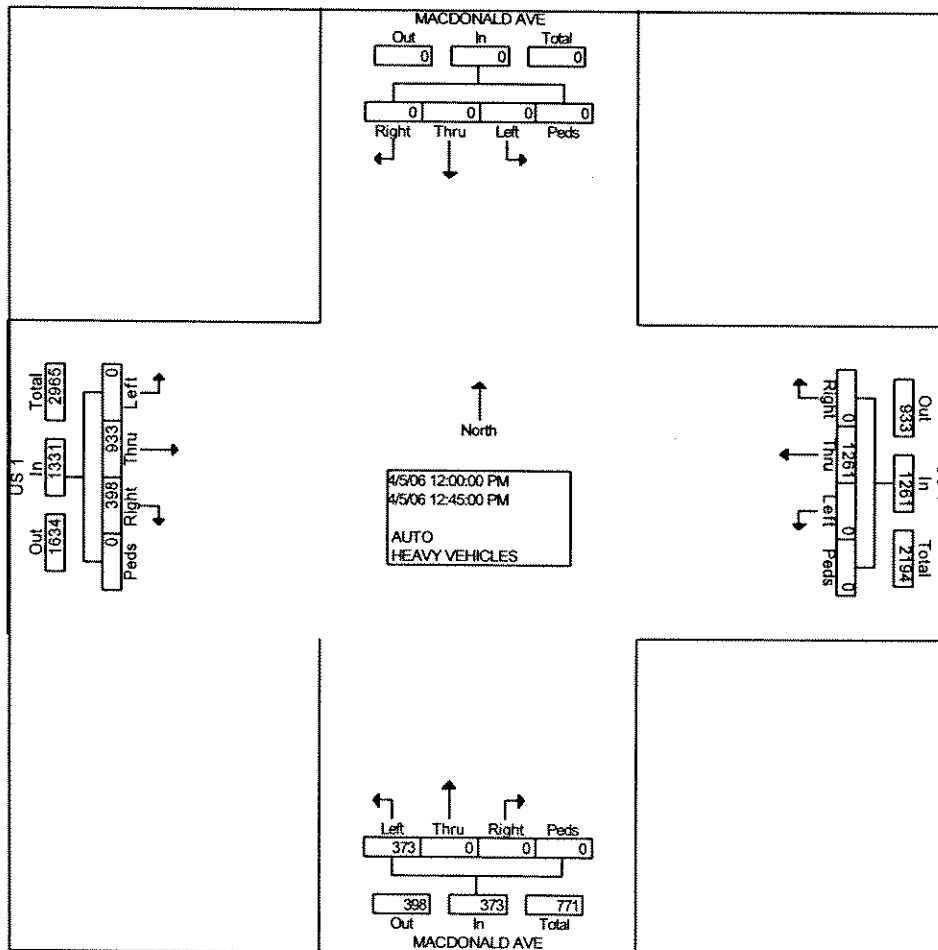 MACDONALD AVE
Out In Total
0 0 0
0 0 0 0
Right Thru Left Peds
US 1
Total In Out
2965 1331 1634
0 933 398 0
Left Thru Right Peds
North
4/5/06 12:00:00 PM
4/5/06 12:45:00 PM
AUTO
HEAVY VEHICLES
Right Thru Left Peds
0 1261 0 0
933 1261 2194
Out In Total
Left Thru Right Peds
373 0 0 0
398 373 771
Out In Total
MACDONALD AVE